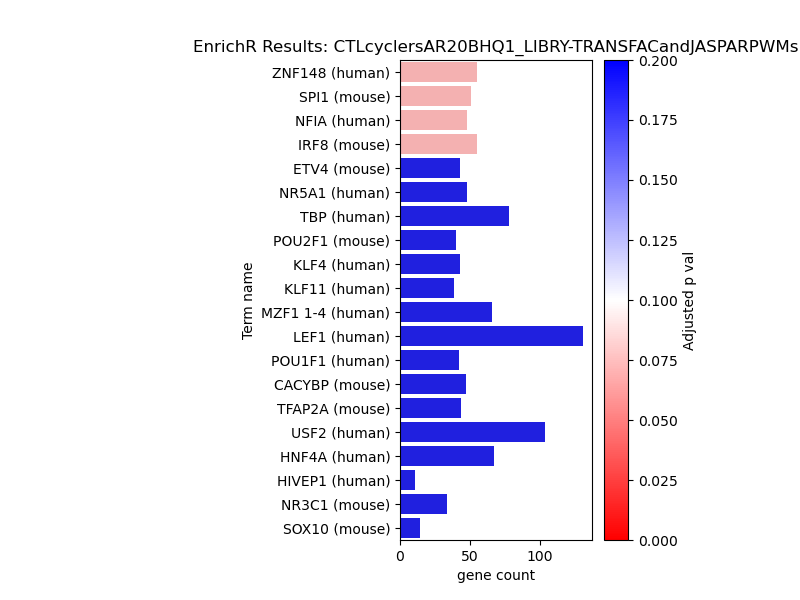 EnrichR Results: CTLcyclersAR20BHQ1_LIBRY-TRANSFACandJASPARPWMs
ZNF148 (human)
SPI1 (mouse)
NFIA (human)
IRF8 (mouse)
ETV4 (mouse)
NR5A1 (human)
TBP (human)
POU2F1 (mouse)
KLF4 (human)
KLF11 (human)
MZF1 1-4 (human)
LEF1 (human)
POU1F1 (human)
CACYBP (mouse)
TFAP2A (mouse)
USF2 (human)
HNF4A (human)
HIVEP1 (human)
NR3C1 (mouse)
SOX10 (mouse)
Term name
0 50 100
gene count
0.200
0.175
0.150
0.125
0.100
0.075
0.050
0.025
0.000
Adjusted p val